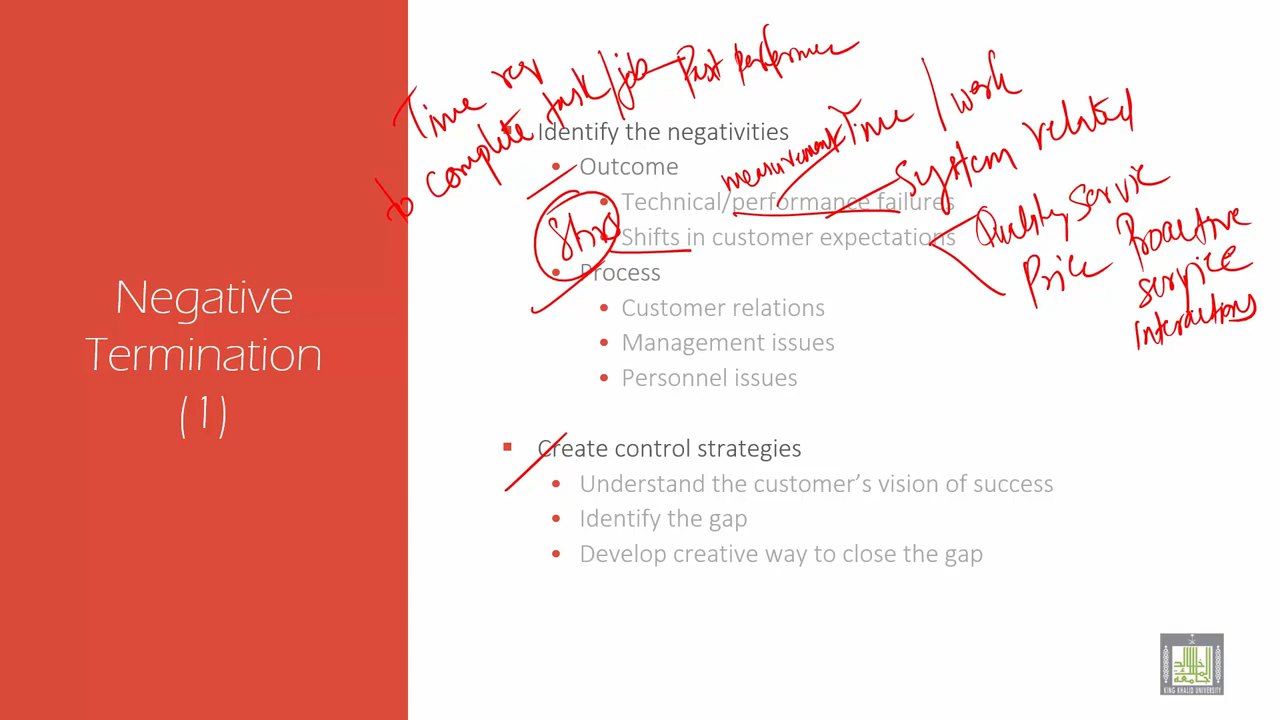 Negative
Termination
(1)
Time req
to complete task/job
Past performance
Identify the negativities
Outcome
measurement Time / work
System related
Technical/performance failures
Shifts in customer expectations
Quality service
Price
Proactive
service
interactions
Process
Customer relations
Management issues
Personnel issues
Create control strategies
Understand the customer's vision of success
Identify the gap
Develop creative way to close the gap
KING KHALID UNIVERSITY